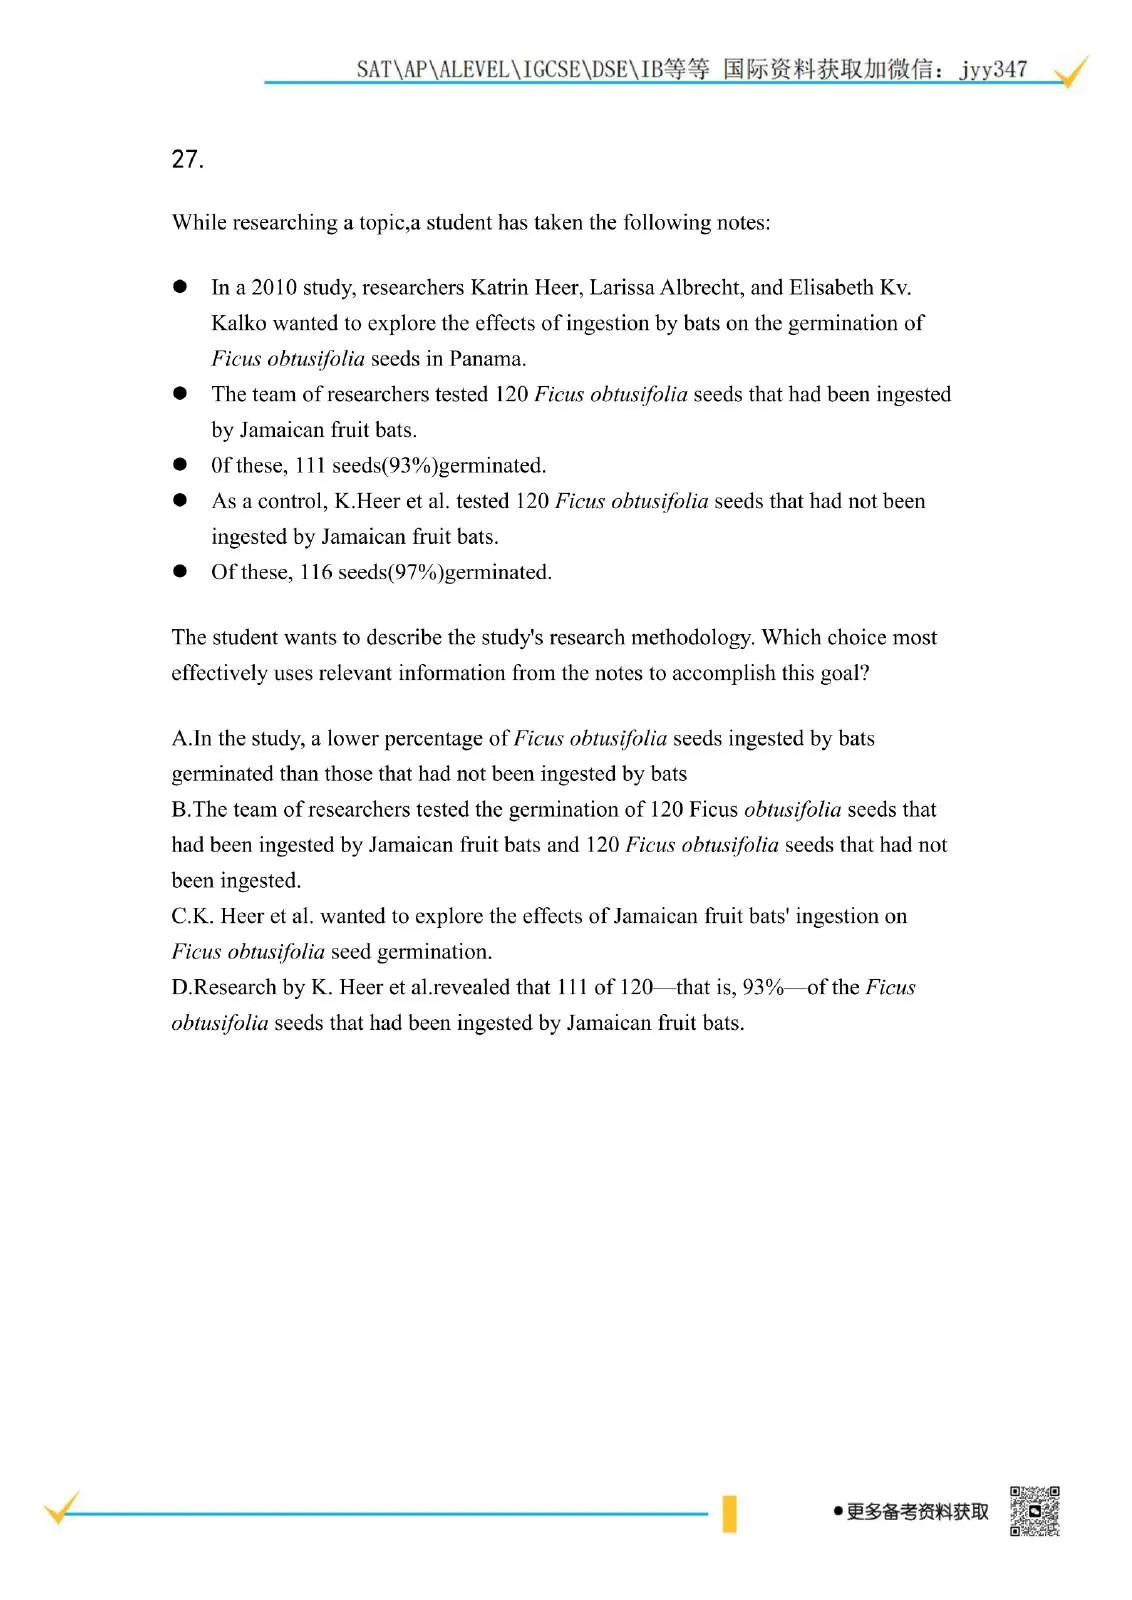 SAT\AP\ALEVEL\IGCSE\DSE\IB等等 国际资料获取加微信：jyy347
27.
While researching a topic,a student has taken the following notes:
● In a 2010 study, researchers Katrin Heer, Larissa Albrecht, and Elisabeth Kv.
Kalko wanted to explore the effects of ingestion by bats on the germination of
Ficus obtusifolia seeds in Panama.
● The team of researchers tested 120 Ficus obtusifolia seeds that had been ingested
by Jamaican fruit bats.
● 0f these, 111 seeds(93%)germinated.
● As a control, K.Heer et al. tested 120 Ficus obtusifolia seeds that had not been
ingested by Jamaican fruit bats.
● Of these, 116 seeds(97%)germinated.
The student wants to describe the study's research methodology. Which choice most
effectively uses relevant information from the notes to accomplish this goal?
A.In the study, a lower percentage of Ficus obtusifolia seeds ingested by bats
germinated than those that had not been ingested by bats
B.The team of researchers tested the germination of 120 Ficus obtusifolia seeds that
had been ingested by Jamaican fruit bats and 120 Ficus obtusifolia seeds that had not
been ingested.
C.K. Heer et al. wanted to explore the effects of Jamaican fruit bats' ingestion on
Ficus obtusifolia seed germination.
D.Research by K. Heer et al.revealed that 111 of 120—that is, 93%—of the Ficus
obtusifolia seeds that had been ingested by Jamaican fruit bats.
●更多备考资料获取